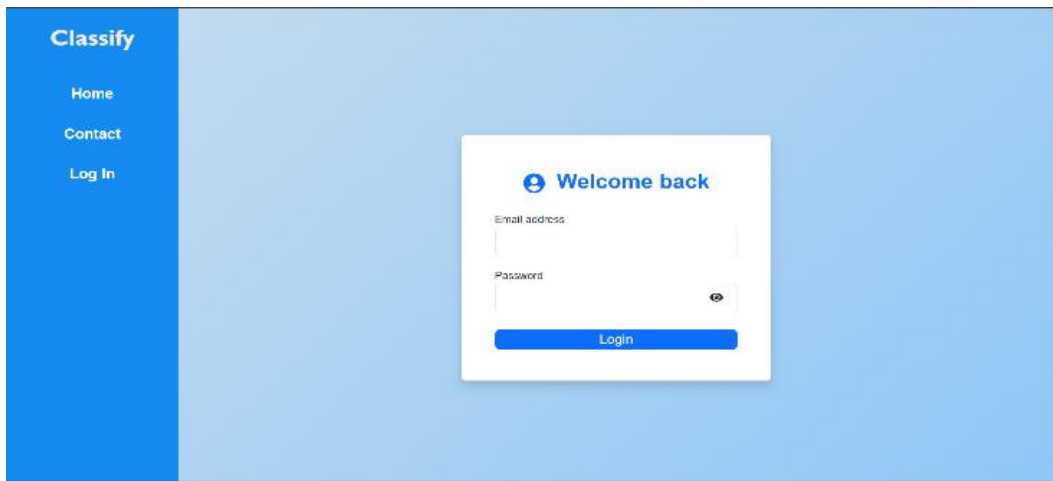 Classify
Home
Contact
Log In
Welcome back
Email address
Password
Login